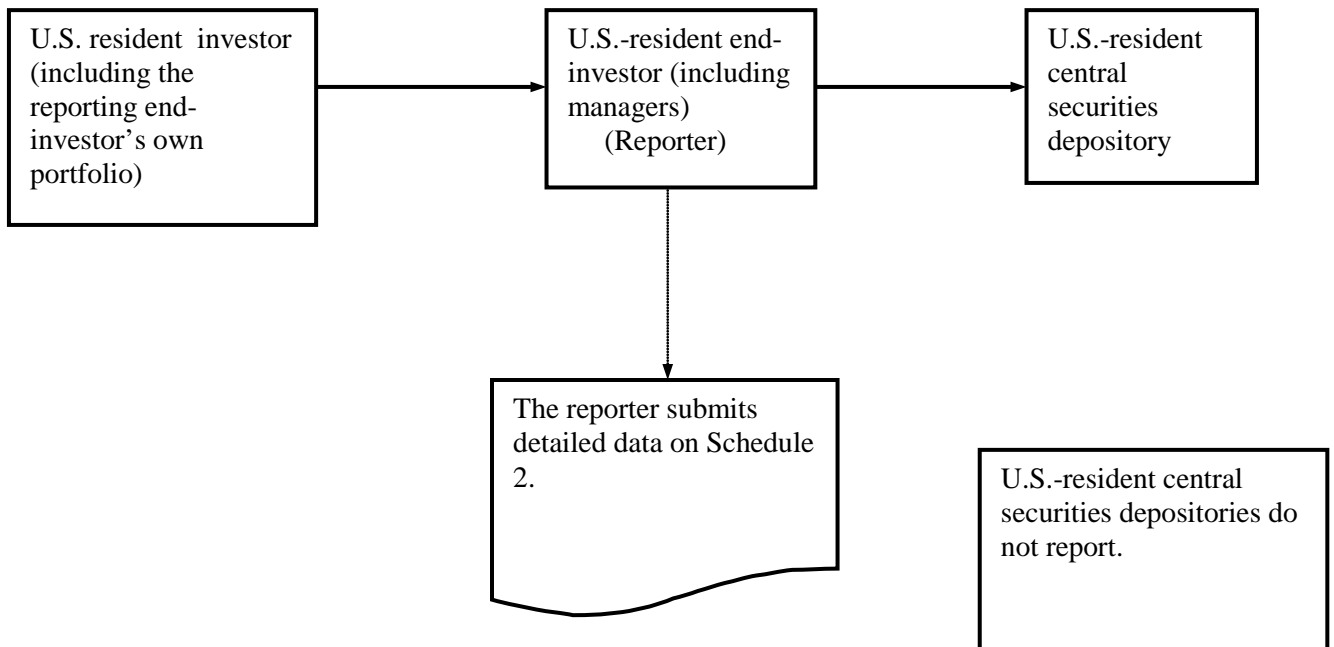 U.S. resident  investor
(including the
reporting end-
investor’s own
portfolio)
U.S.-resident end-
investor (including
managers)
(Reporter)
U.S.-resident
central
securities
depository
The reporter submits
detailed data on Schedule
2.
U.S.-resident central
securities depositories do
not report.